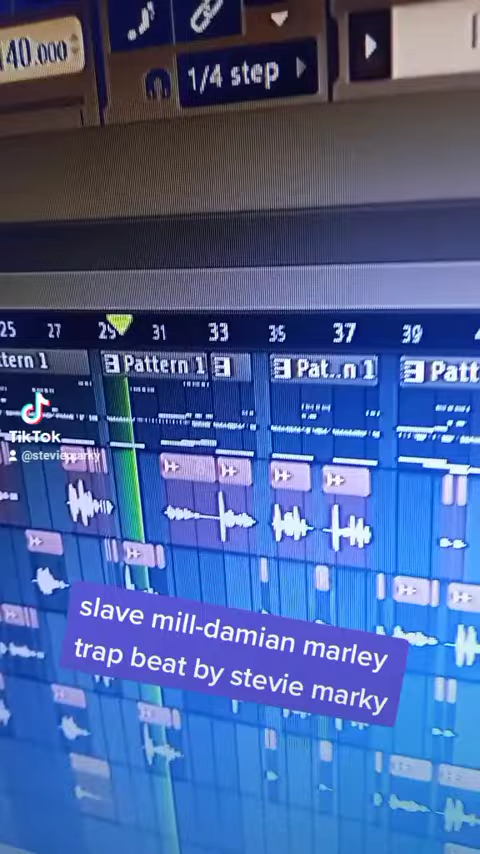 140.000
1/4 step
25 27 29 31 33 35 37 39
tern 1 Pattern 1 Pat..n 1 Patt
TikTok
slave mill-damian marley
trap beat by stevie marky